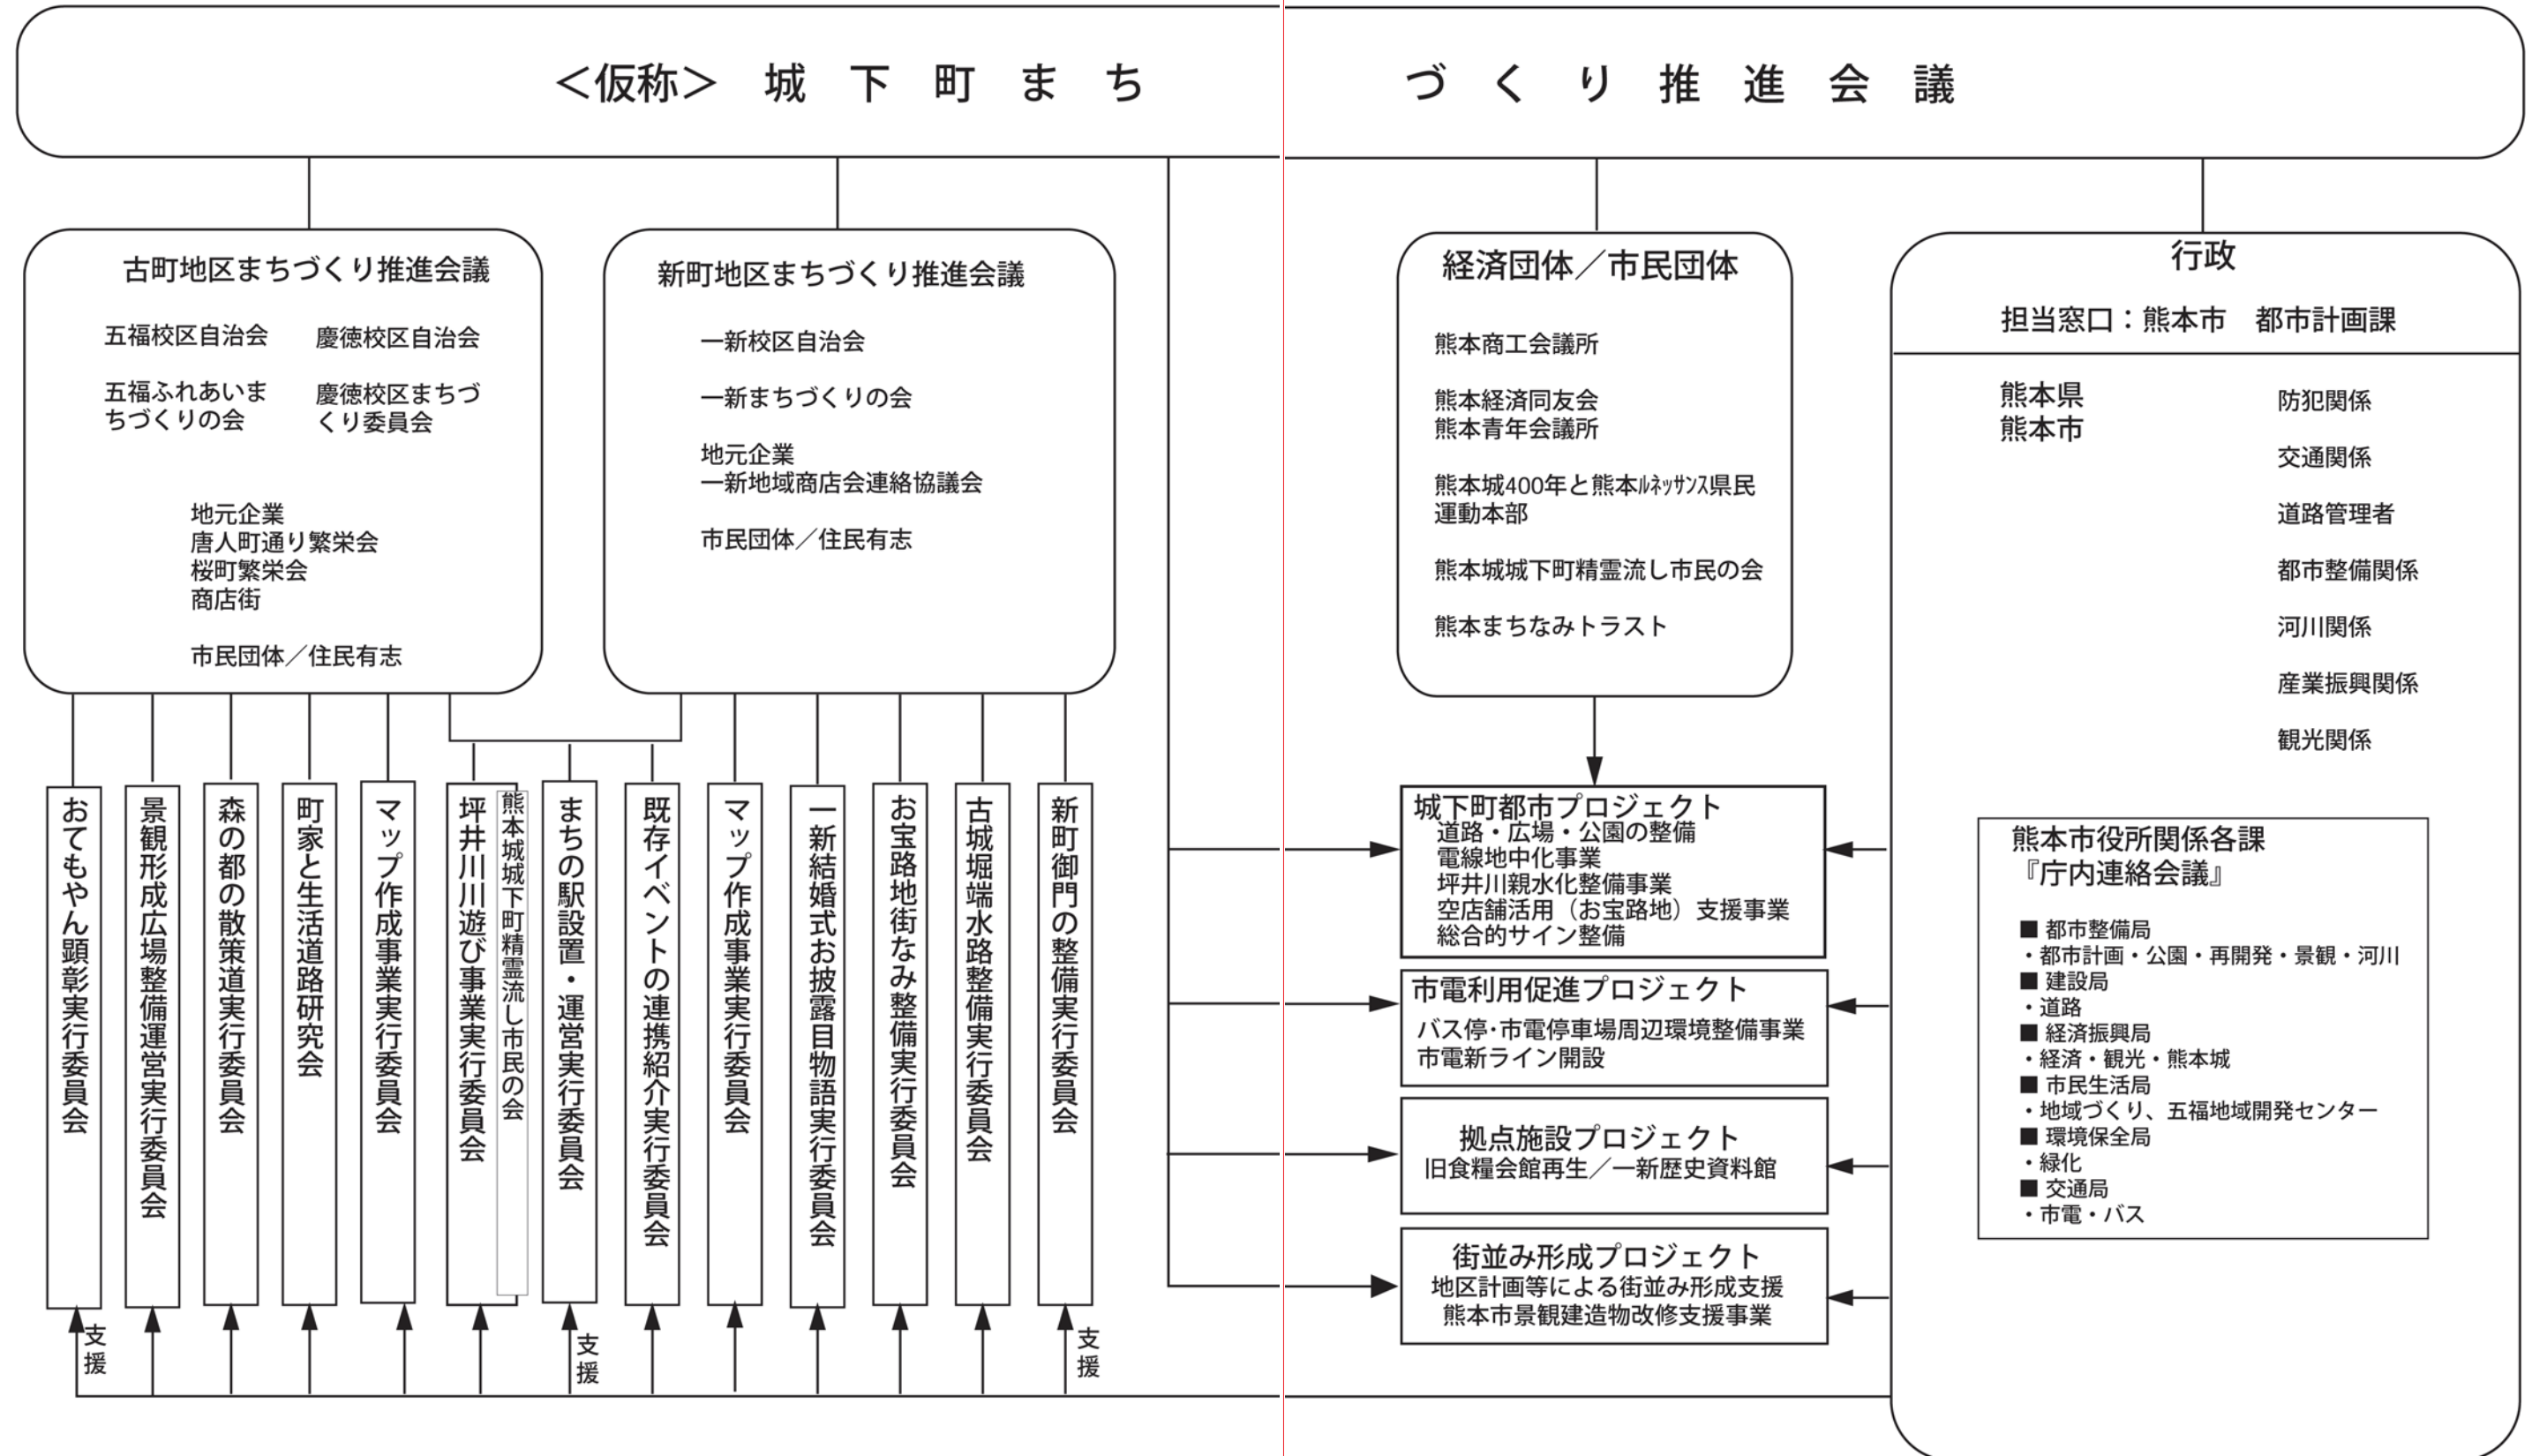 ＜仮称＞ 城下町まちづくり推進会議
古町地区まちづくり推進会議
五福校区自治会
五福ふれあいま
ちづくりの会
慶徳校区自治会
慶徳校区まちづ
くり委員会
地元企業
唐人町通り繁栄会
桜町繁栄会
商店街
市民団体／住民有志
新町地区まちづくり推進会議
一新校区自治会
一新まちづくりの会
地元企業
一新地域商店会連絡協議会
市民団体／住民有志
経済団体／市民団体
熊本商工会議所
熊本経済同友会
熊本青年会議所
熊本城400年と熊本ﾙﾈｯｻﾝｽ県民
運動本部
熊本城城下町精霊流し市民の会
熊本まちなみトラスト
行政
担当窓口：熊本市　都市計画課
熊本県
熊本市
防犯関係
交通関係
道路管理者
都市整備関係
河川関係
産業振興関係
観光関係
おてもやん顕彰実行委員会
景観形成広場整備運営実行委員会
森の都の散策道実行委員会
町家と生活道路研究会
マップ作成事業実行委員会
坪井川川遊び事業実行委員会
熊本城城下町精霊流し市民の会
まちの駅設置・運営実行委員会
既存イベントの連携紹介実行委員会
マップ作成事業実行委員会
一新結婚式お披露目物語実行委員会
お宝路地街なみ整備実行委員会
古城堀端水路整備実行委員会
新町御門の整備実行委員会
支援
支援
支援
城下町都市プロジェクト
道路・広場・公園の整備
電線地中化事業
坪井川親水化整備事業
空店舗活用（お宝路地）支援事業
総合的サイン整備
市電利用促進プロジェクト
バス停･市電停車場周辺環境整備事業
市電新ライン開設
拠点施設プロジェクト
旧食糧会館再生／一新歴史資料館
街並み形成プロジェクト
地区計画等による街並み形成支援
熊本市景観建造物改修支援事業
熊本市役所関係各課
『庁内連絡会議』
■ 都市整備局
・都市計画・公園・再開発・景観・河川
■ 建設局
・道路
■ 経済振興局
・経済・観光・熊本城
■ 市民生活局
・地域づくり、五福地域開発センター
■ 環境保全局
・緑化
■ 交通局
・市電・バス